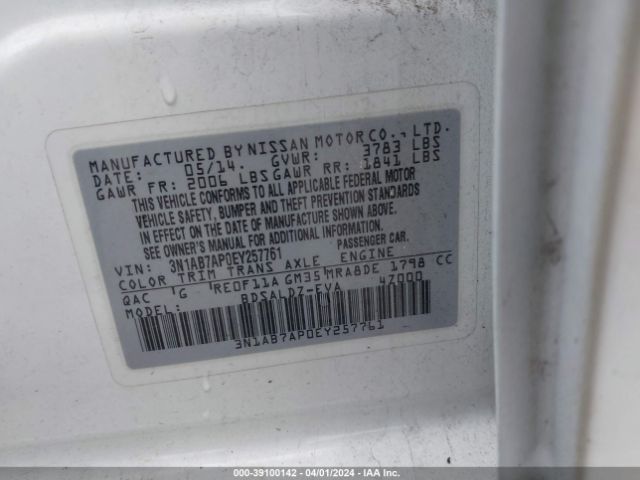 MANUFACTURED BY NISSAN MOTOR CO., LTD.
DATE: 05/14. GVWR: 3783 LBS
GAWR FR: 2006 LBS GAWR RR: 1841 LBS
THIS VEHICLE CONFORMS TO ALL APPLICABLE FEDERAL MOTOR
VEHICLE SAFETY, BUMPER AND THEFT PREVENTION STANDARDS
IN EFFECT ON THE DATE OF MANUFACTURE SHOWN ABOVE.
SEE OWNER'S MANUAL FOR ADDITIONAL INFORMATION.
VIN: 3N1AB7AP0EY257761 PASSENGER CAR.
COLOR TRIM TRANS AXLE ENGINE
QAC G RE0F11A GM35 MRA8DE 1798 CC
MODEL BDSALDZ-EVA 4Z000
3N1AB7AP0EY257761
000-39100142 - 04/01/2024 - IAA Inc.